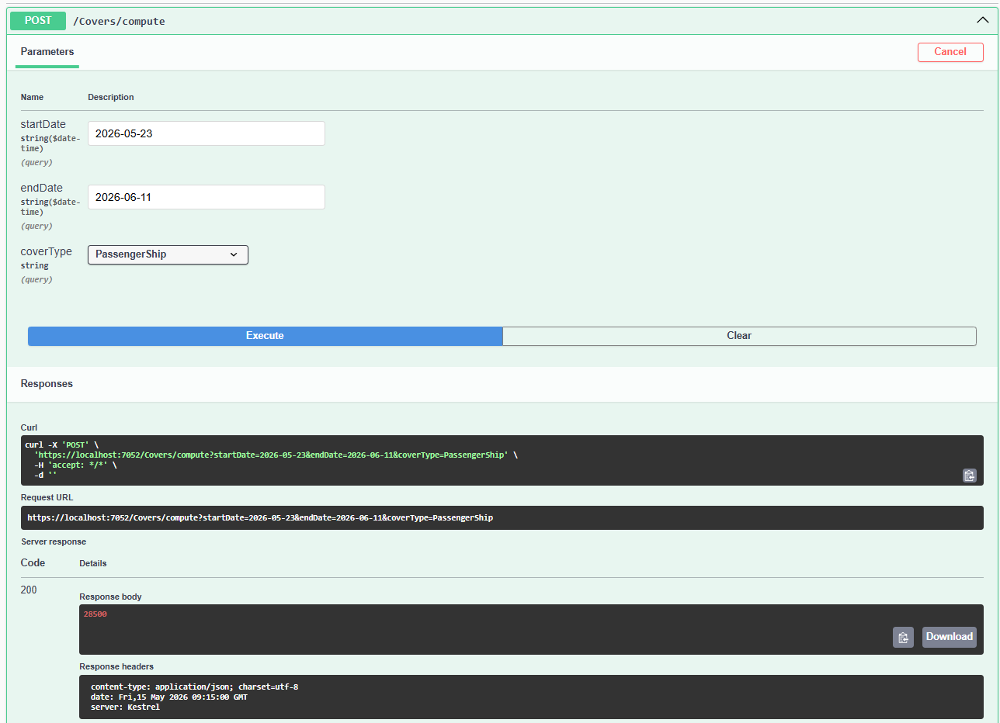 POST /Covers/compute
Parameters
Cancel
Name Description
startDate
string($date-
time)
(query)
2026-05-23
endDate
string($date-
time)
(query)
2026-06-11
coverType
string
(query)
PassengerShip
Execute Clear
Responses
Curl
curl -X 'POST' \
'https://localhost:7052/Covers/compute?startDate=2026-05-23&endDate=2026-06-11&coverType=PassengerShip' \
-H 'accept: */*' \
-d ''
Request URL
https://localhost:7052/Covers/compute?startDate=2026-05-23&endDate=2026-06-11&coverType=PassengerShip
Server response
Code Details
200
Response body
28500
Download
Response headers
content-type: application/json; charset=utf-8
date: Fri,15 May 2026 09:15:00 GMT
server: Kestrel